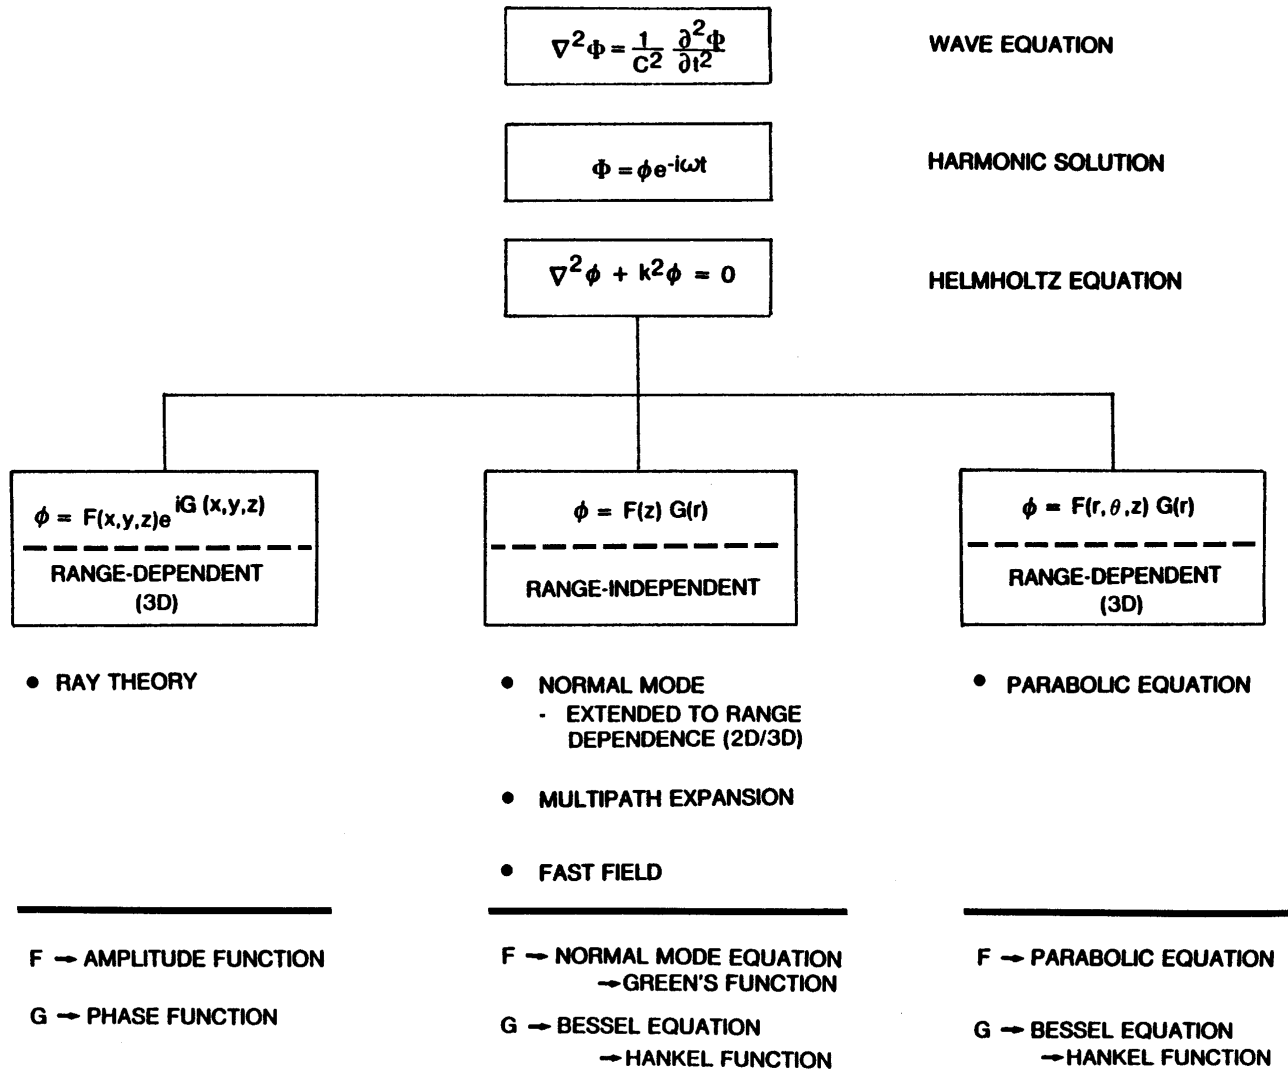 ∇²Φ = 1/C² ∂²Φ/∂t²
WAVE EQUATION
Φ = ϕe^-iωt
HARMONIC SOLUTION
∇²ϕ + k²ϕ = 0
HELMHOLTZ EQUATION
ϕ = F(x,y,z)e^iG (x,y,z)
RANGE-DEPENDENT
(3D)
ϕ = F(z) G(r)
RANGE-INDEPENDENT
ϕ = F(r, θ ,z) G(r)
RANGE-DEPENDENT
(3D)
● RAY THEORY
● NORMAL MODE
- EXTENDED TO RANGE
DEPENDENCE (2D/3D)
● MULTIPATH EXPANSION
● FAST FIELD
● PARABOLIC EQUATION
F → AMPLITUDE FUNCTION
G → PHASE FUNCTION
F → NORMAL MODE EQUATION
→ GREEN'S FUNCTION
G → BESSEL EQUATION
→ HANKEL FUNCTION
F → PARABOLIC EQUATION
G → BESSEL EQUATION
→ HANKEL FUNCTION